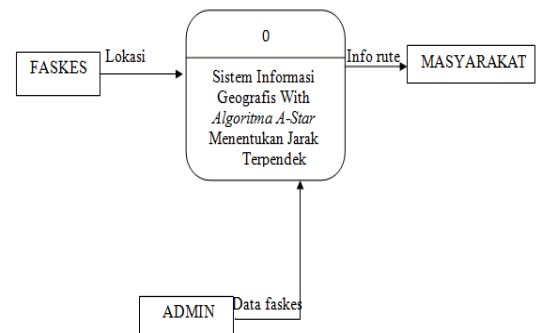 0
Lokasi
Info rute
FASKES
MASYARAKAT
Sistem Informasi
Geografis With
Algoritma A-Star
Menentukan Jarak
Terpendek
Data faskes
ADMIN